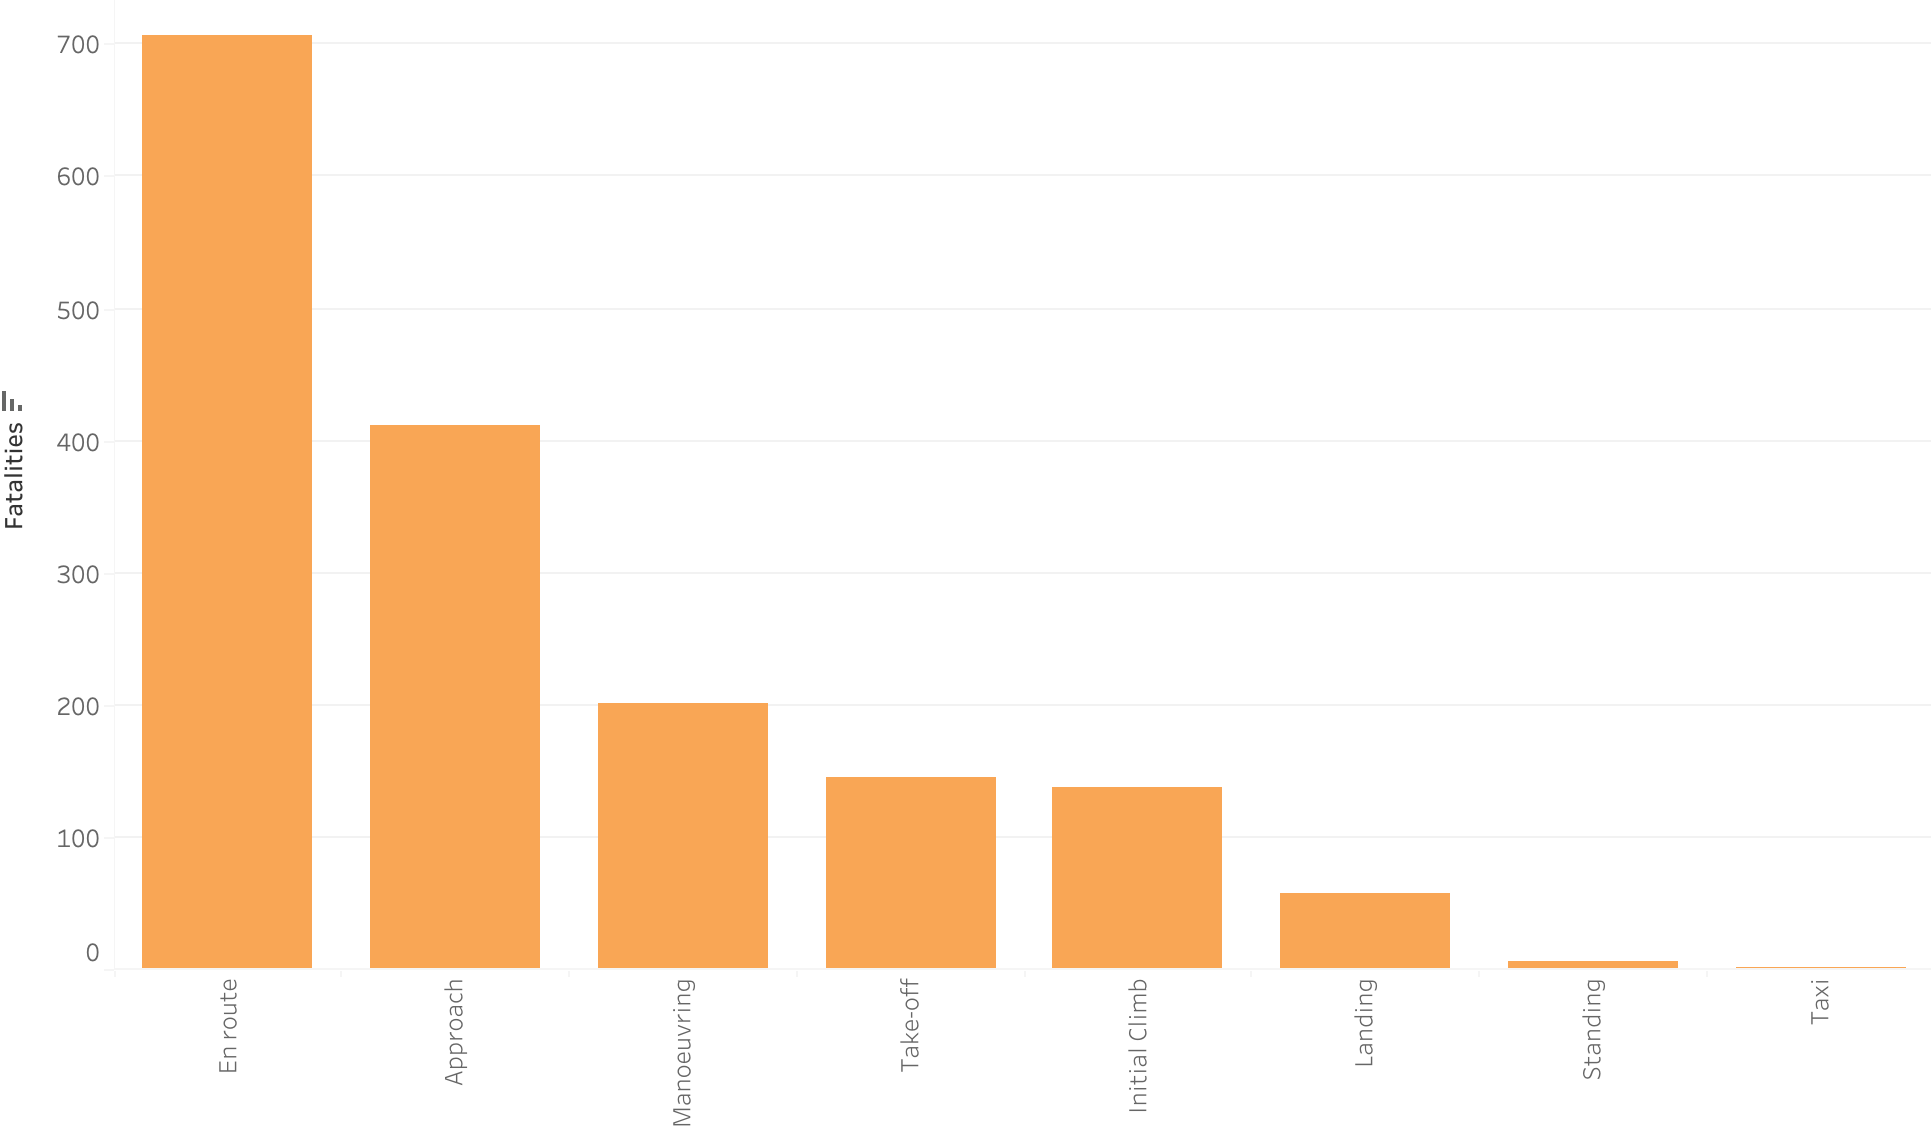 700
600
500
400
300
200
100
0
Fatalities
En route
Approach
Manoeuvring
Take-off
Initial Climb
Landing
Standing
Taxi